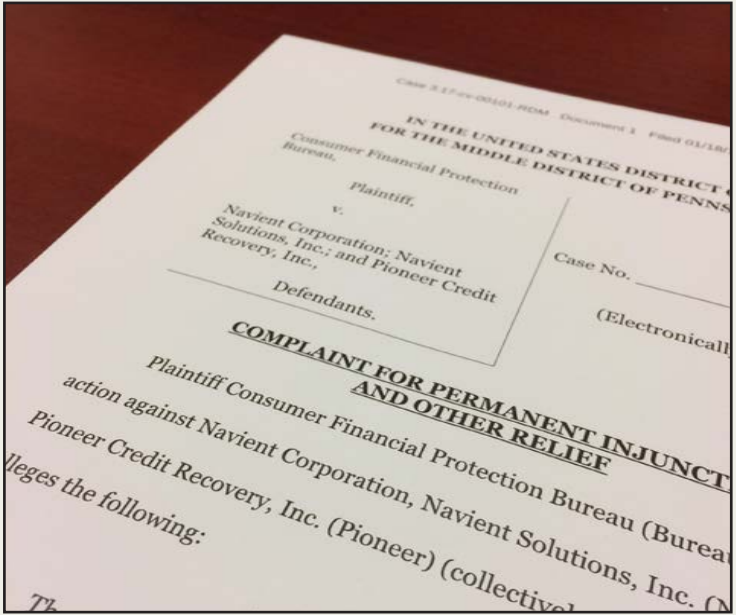 Case 3:17-cv-00101-RDM Document 1 Filed 01/18/
IN THE UNITED STATES DISTRICT
FOR THE MIDDLE DISTRICT OF PENNS
Consumer Financial Protection
Bureau,
Plaintiff,
v.
Navient Corporation; Navient
Solutions, Inc.; and Pioneer Credit
Recovery, Inc.,
Defendants.
Case No.
(Electronically
COMPLAINT FOR PERMANENT INJUNCT
AND OTHER RELIEF
Plaintiff Consumer Financial Protection Bureau (Burea
action against Navient Corporation, Navient Solutions, Inc. (N
Pioneer Credit Recovery, Inc. (Pioneer) (collectivel
lleges the following:
Th